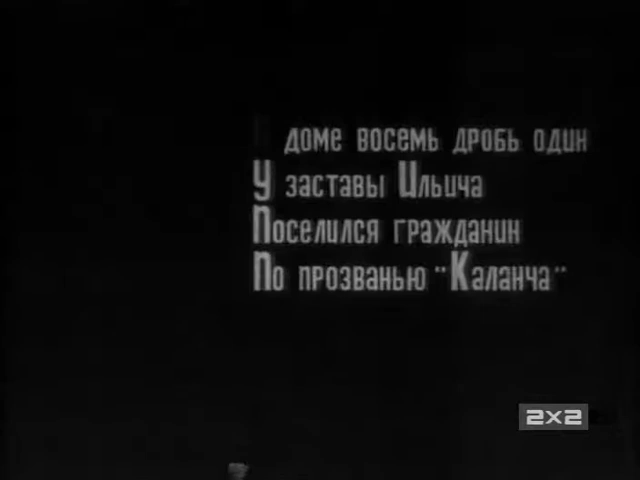 доме восемь дробь один
У заставы Ильича
Поселился гражданин
По прозванью "Каланча"
2x2